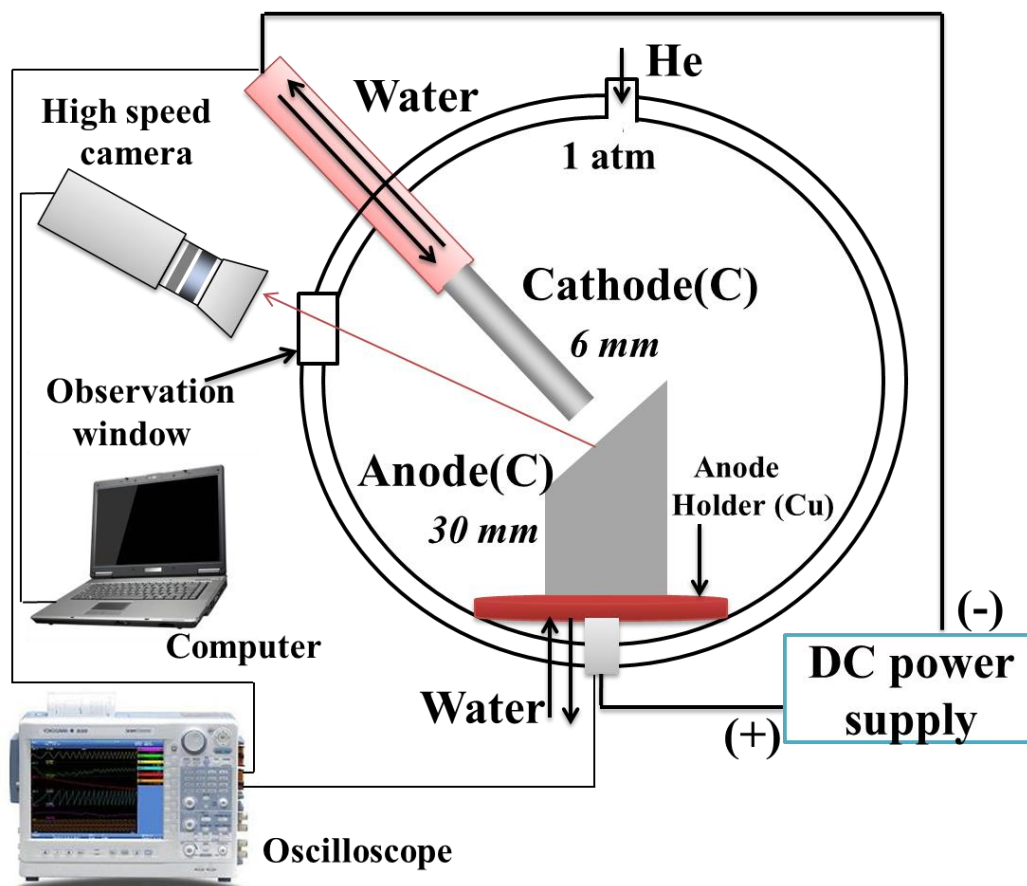 He
Water
High speed
camera
1 atm
Cathode(C)
6 mm
Observation
window
Anode(C)
30 mm
Anode
Holder (Cu)
Computer
Water
(-)
DC power
supply
(+)
YOKOGAWA
Oscilloscope